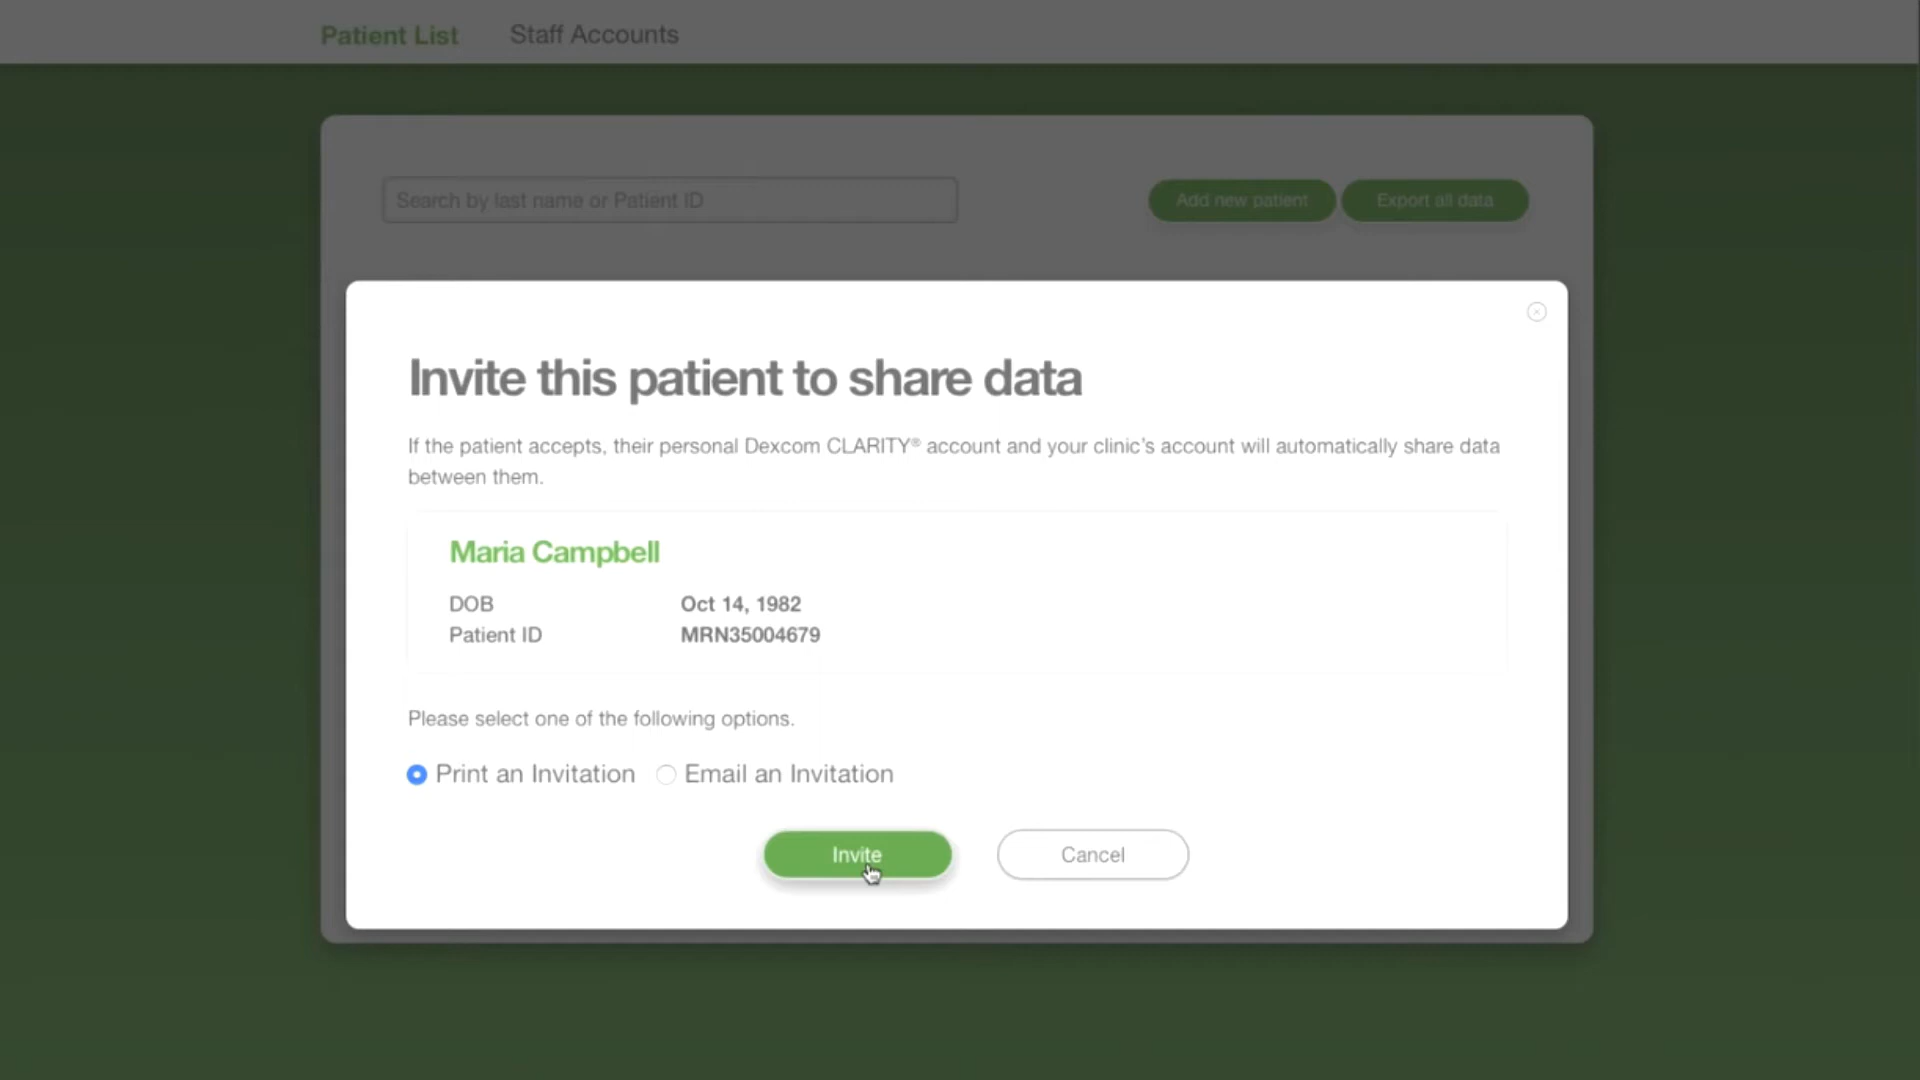 Patient List Staff Accounts
Search by last name or Patient ID
Add new patient Export all data
Invite this patient to share data
If the patient accepts, their personal Dexcom CLARITY® account and your clinic's account will automatically share data
between them.
Maria Campbell
DOB Oct 14, 1982
Patient ID MRN35004679
Please select one of the following options.
Print an Invitation Email an Invitation
Invite Cancel